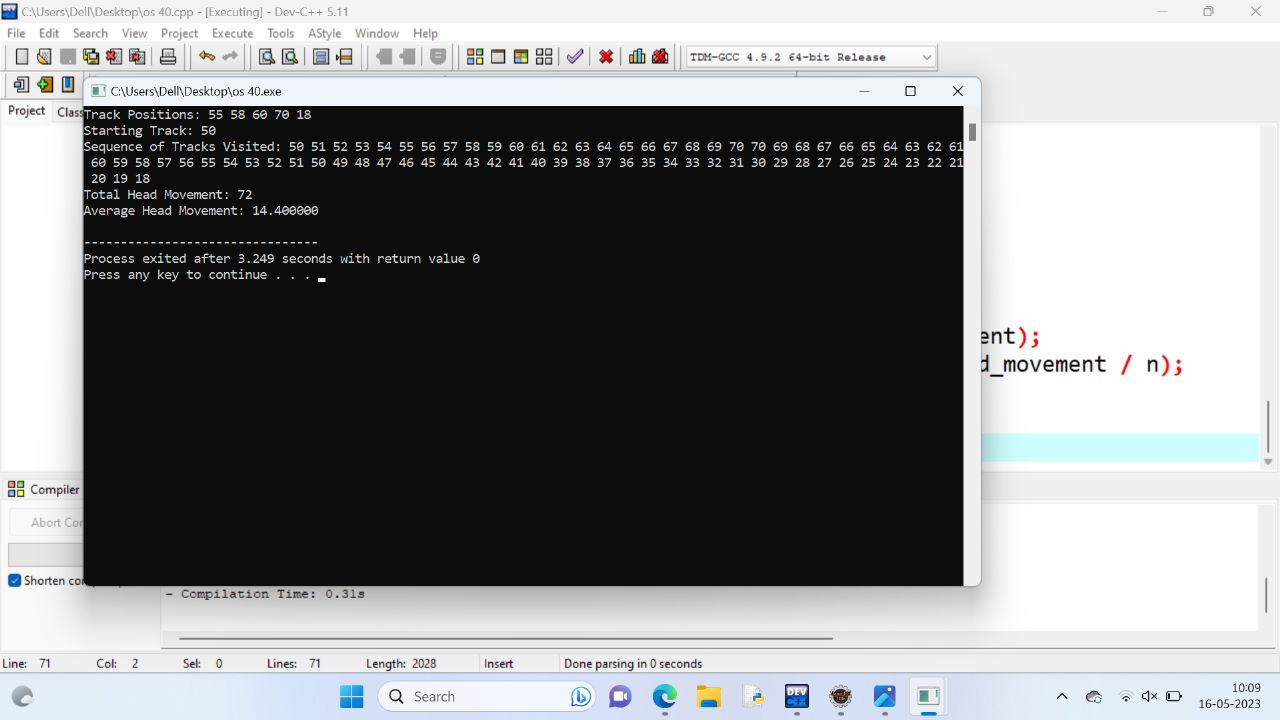 C:\Users\Dell\Desktop\os 40.cpp - [Executing] - Dev-C++ 5.11
File Edit Search View Project Execute Tools AStyle Window Help
TDM-GCC 4.9.2 64-bit Release
C:\Users\Dell\Desktop\os 40.exe
Project Clas
Track Positions: 55 58 60 70 18
Starting Track: 50
Sequence of Tracks Visited: 50 51 52 53 54 55 56 57 58 59 60 61 62 63 64 65 66 67 68 69 70 70 69 68 67 66 65 64 63 62 61
60 59 58 57 56 55 54 53 52 51 50 49 48 47 46 45 44 43 42 41 40 39 38 37 36 35 34 33 32 31 30 29 28 27 26 25 24 23 22 21
20 19 18
Total Head Movement: 72
Average Head Movement: 14.400000
--------------------------------
Process exited after 3.249 seconds with return value 0
Press any key to continue . . .
ent);
d_movement / n);
Compiler
Abort Co
Shorten co
- Compilation Time: 0.31s
Line: 71 Col: 2 Sel: 0 Lines: 71 Length: 2028 Insert Done parsing in 0 seconds
Search
DEV
10:09
16-05-2023